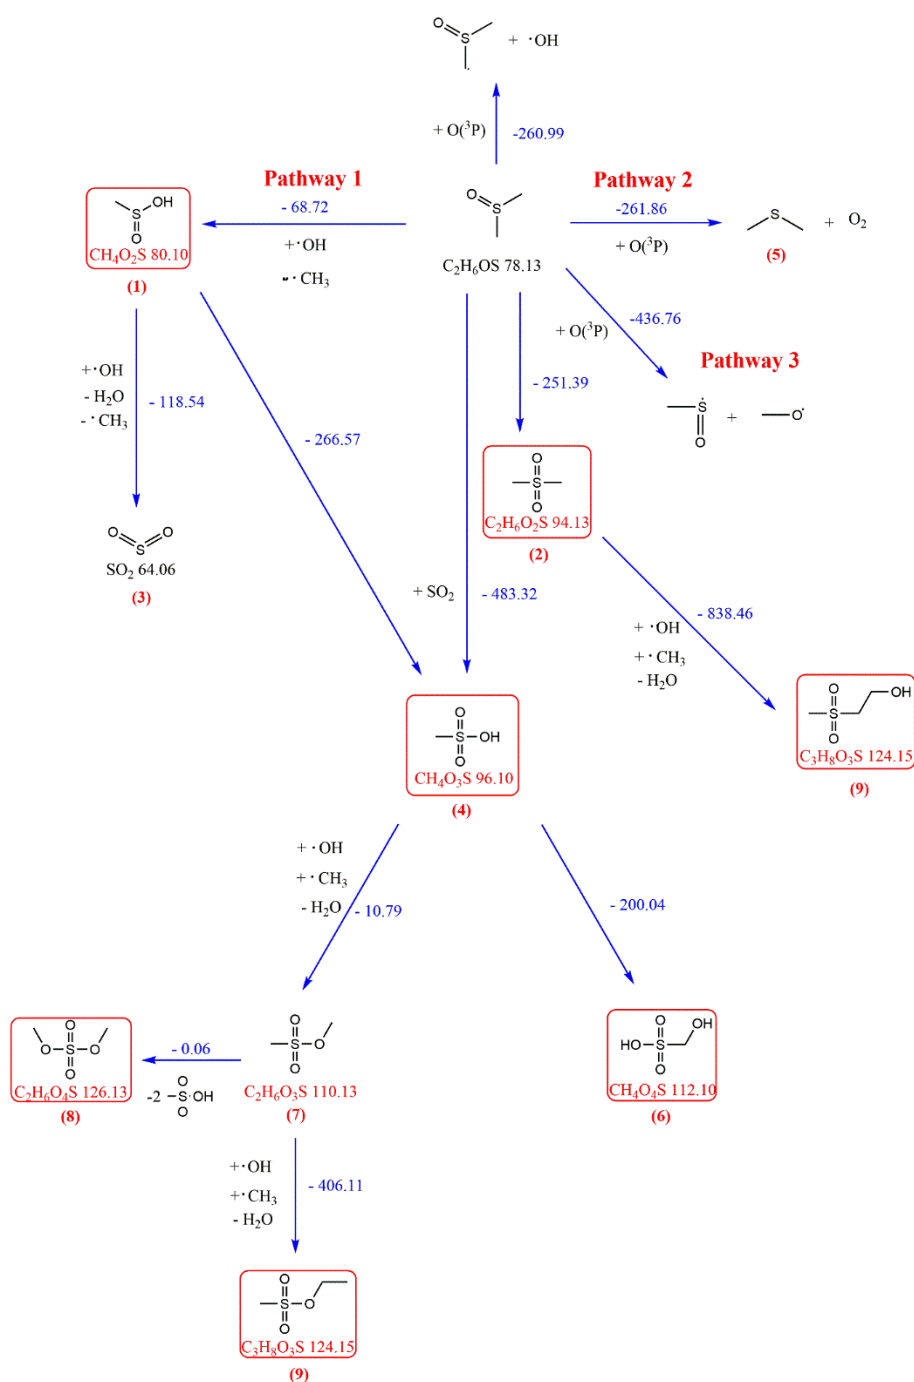 O
S
+ ·OH
+ O(³P)
-260.99
Pathway 1
Pathway 2
- 68.72
+·OH
·CH₃
O
S
C₂H₆OS 78.13
-261.86
+ O(³P)
S
+ O₂
(5)
OH
S
O
CH₄O₂S 80.10
(1)
+ O(³P)
-436.76
Pathway 3
S
O
+
O
+·OH
- H₂O
-·CH₃
- 118.54
- 266.57
- 251.39
O
S
O
C₂H₆O₂S 94.13
(2)
O
O
S
SO₂ 64.06
(3)
+ SO₂
- 483.32
- 838.46
+ ·OH
+ ·CH₃
- H₂O
O
S
O
OH
C₃H₈O₃S 124.15
(9)
O
S
OH
O
CH₄O₃S 96.10
(4)
+ ·OH
+ ·CH₃
- H₂O
- 10.79
- 200.04
O
O
S
O
O
C₂H₆O₄S 126.13
(8)
- 0.06
-2
O
S
OH
O
O
S
O
O
C₂H₆O₃S 110.13
(7)
O
OH
HO
S
O
CH₄O₄S 112.10
(6)
+·OH
+·CH₃
- H₂O
- 406.11
O
S
O
O
C₃H₈O₃S 124.15
(9)